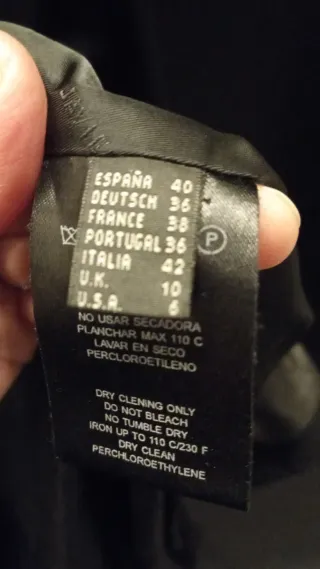 ESPAÑA 40
DEUTSCH 36
FRANCE 38
PORTUGAL 36
ITALIA 42
U.K. 10
U.S.A. 6
P
NO USAR SECADORA
PLANCHAR MAX 110 C
LAVAR EN SECO
PERCLOROETILENO
DRY CLENING ONLY
DO NOT BLEACH
NO TUMBLE DRY
IRON UP TO 110 C/230 F
DRY CLEAN
PERCHLOROETHYLENE